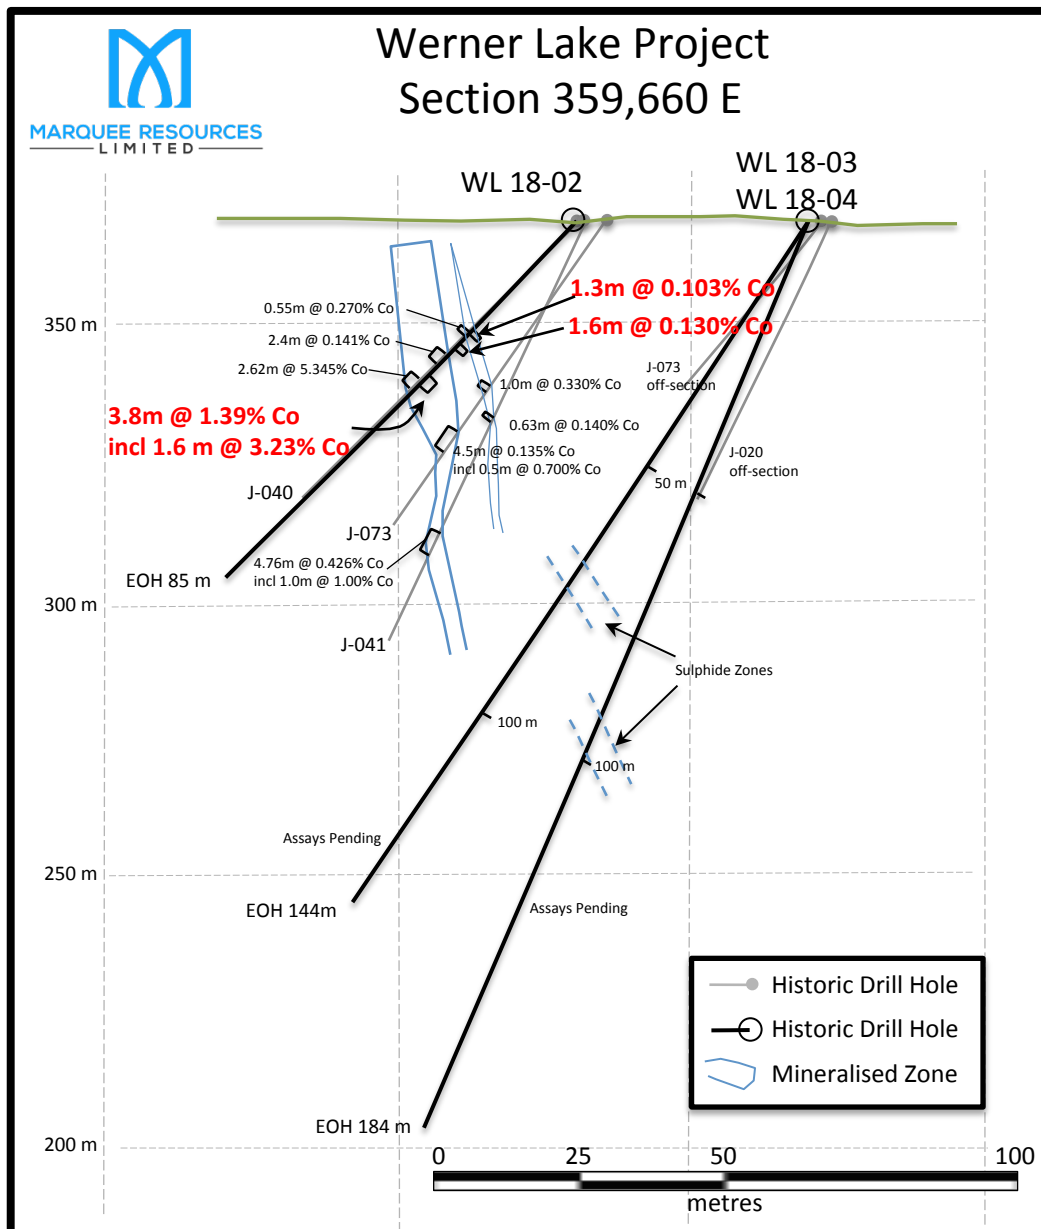 Werner Lake Project
Section 359,660 E
MARQUEE RESOURCES
LIMITED
WL 18-02
WL 18-03
WL 18-04
350 m
300 m
250 m
200 m
0.55m @ 0.270% Co
2.4m @ 0.141% Co
2.62m @ 5.345% Co
1.3m @ 0.103% Co
1.6m @ 0.130% Co
3.8m @ 1.39% Co
incl 1.6 m @ 3.23% Co
1.0m @ 0.330% Co
0.63m @ 0.140% Co
4.5m @ 0.135% Co
incl 0.5m @ 0.700% Co
J-073
off-section
J-020
off-section
J-040
J-073
4.76m @ 0.426% Co
incl 1.0m @ 1.00% Co
J-041
EOH 85 m
50 m
Sulphide Zones
100 m
100 m
Assays Pending
EOH 144m
Assays Pending
EOH 184 m
Historic Drill Hole
Historic Drill Hole
Mineralised Zone
0 25 50 100
metres